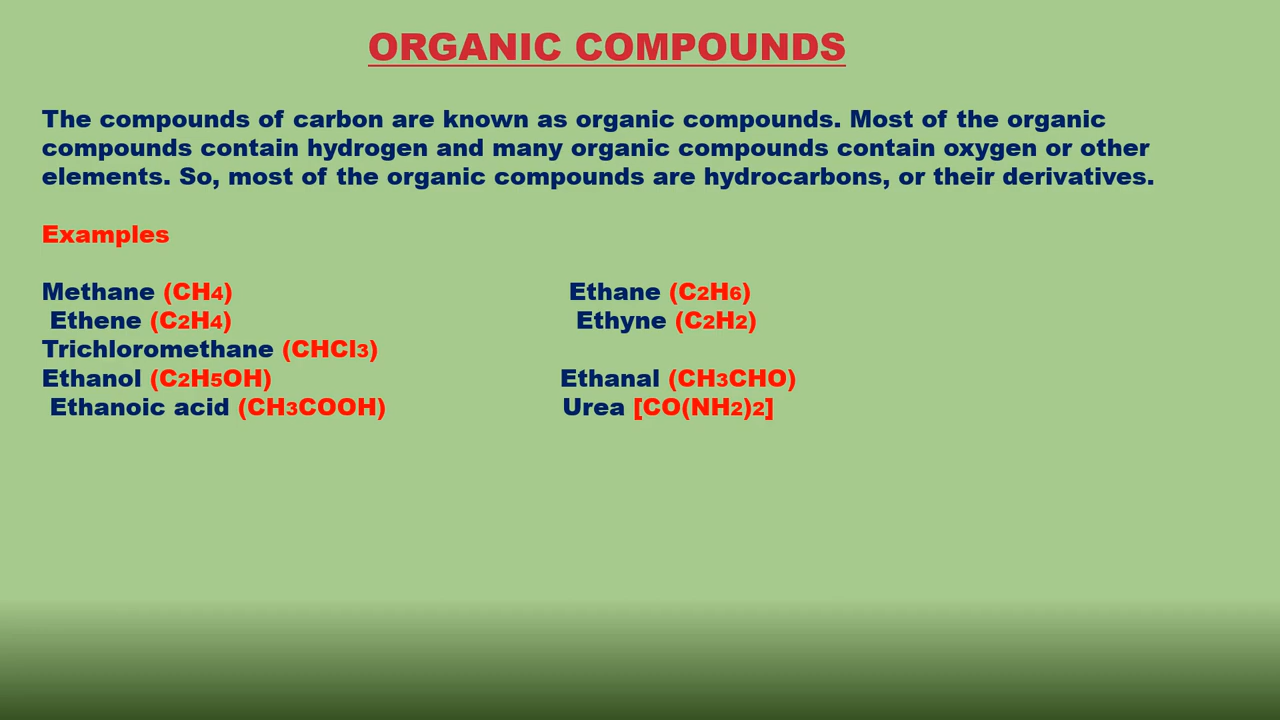 ORGANIC COMPOUNDS
The compounds of carbon are known as organic compounds. Most of the organic
compounds contain hydrogen and many organic compounds contain oxygen or other
elements. So, most of the organic compounds are hydrocarbons, or their derivatives.
Examples
Methane (CH4) Ethane (C2H6)
Ethene (C2H4) Ethyne (C2H2)
Trichloromethane (CHCl3)
Ethanol (C2H5OH) Ethanal (CH3CHO)
Ethanoic acid (CH3COOH) Urea [CO(NH2)2]